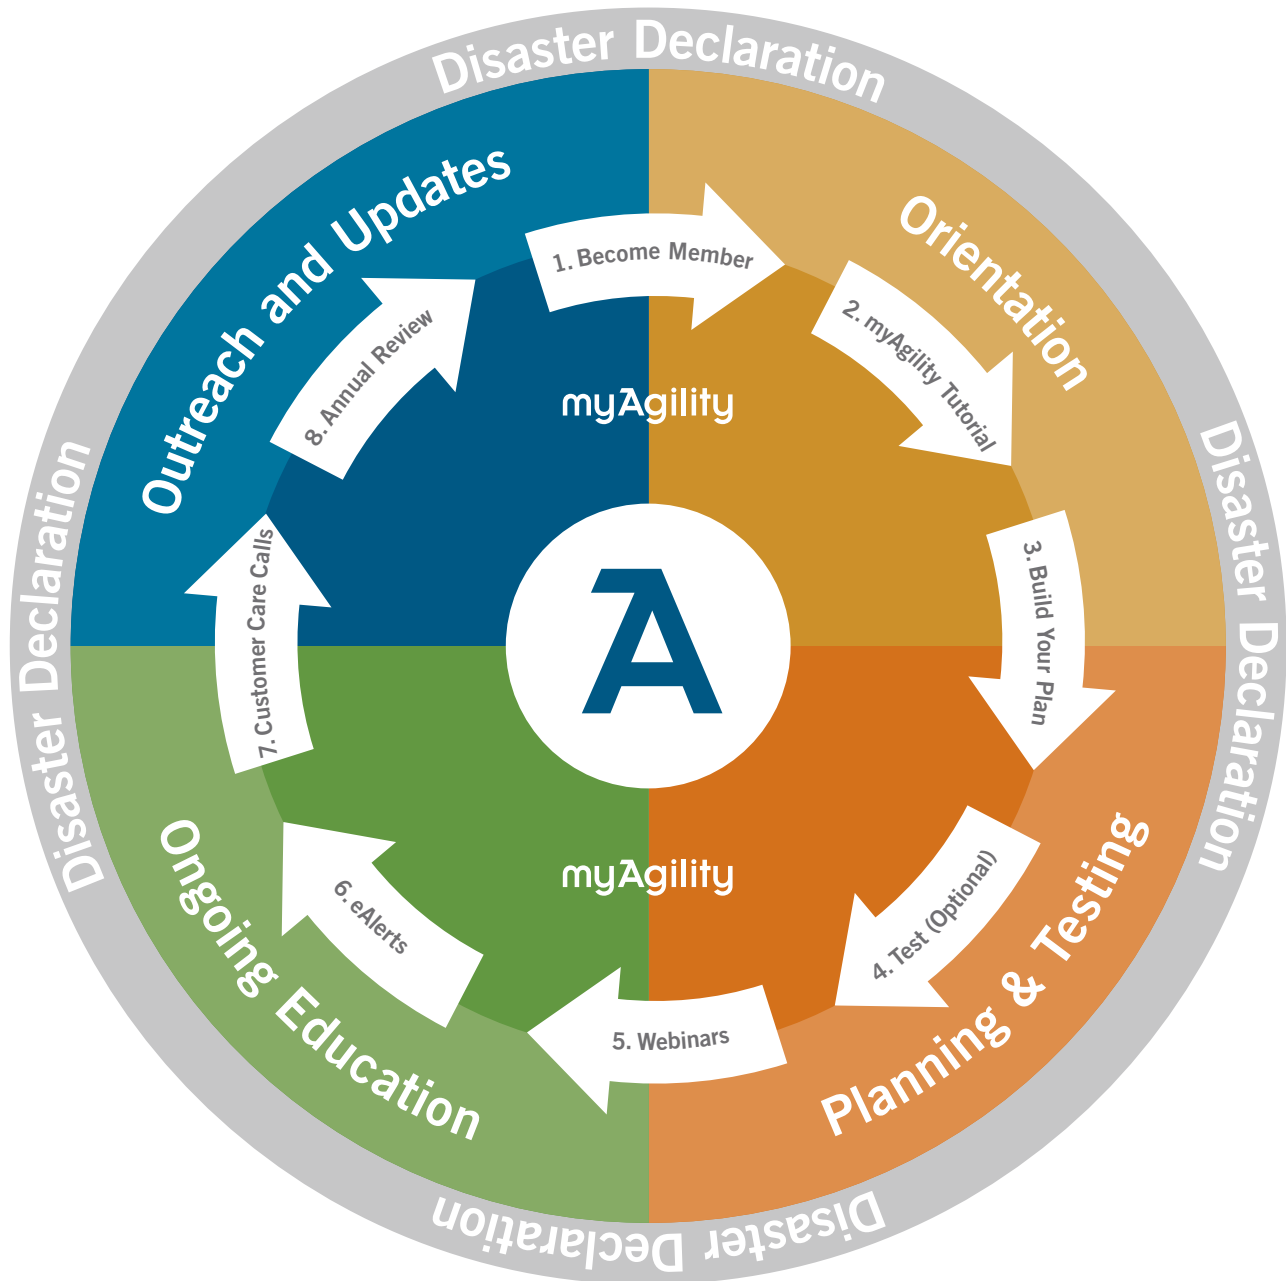 Disaster Declaration
Disaster Declaration
Disaster Declaration
Disaster Declaration
Outreach and Updates
Orientation
Planning & Testing
Ongoing Education
1. Become Member
2. myAgility Tutorial
3. Build Your Plan
4. Test (Optional)
5. Webinars
6. eAlerts
7. Customer Care Calls
8. Annual Review
myAgility
A
myAgility